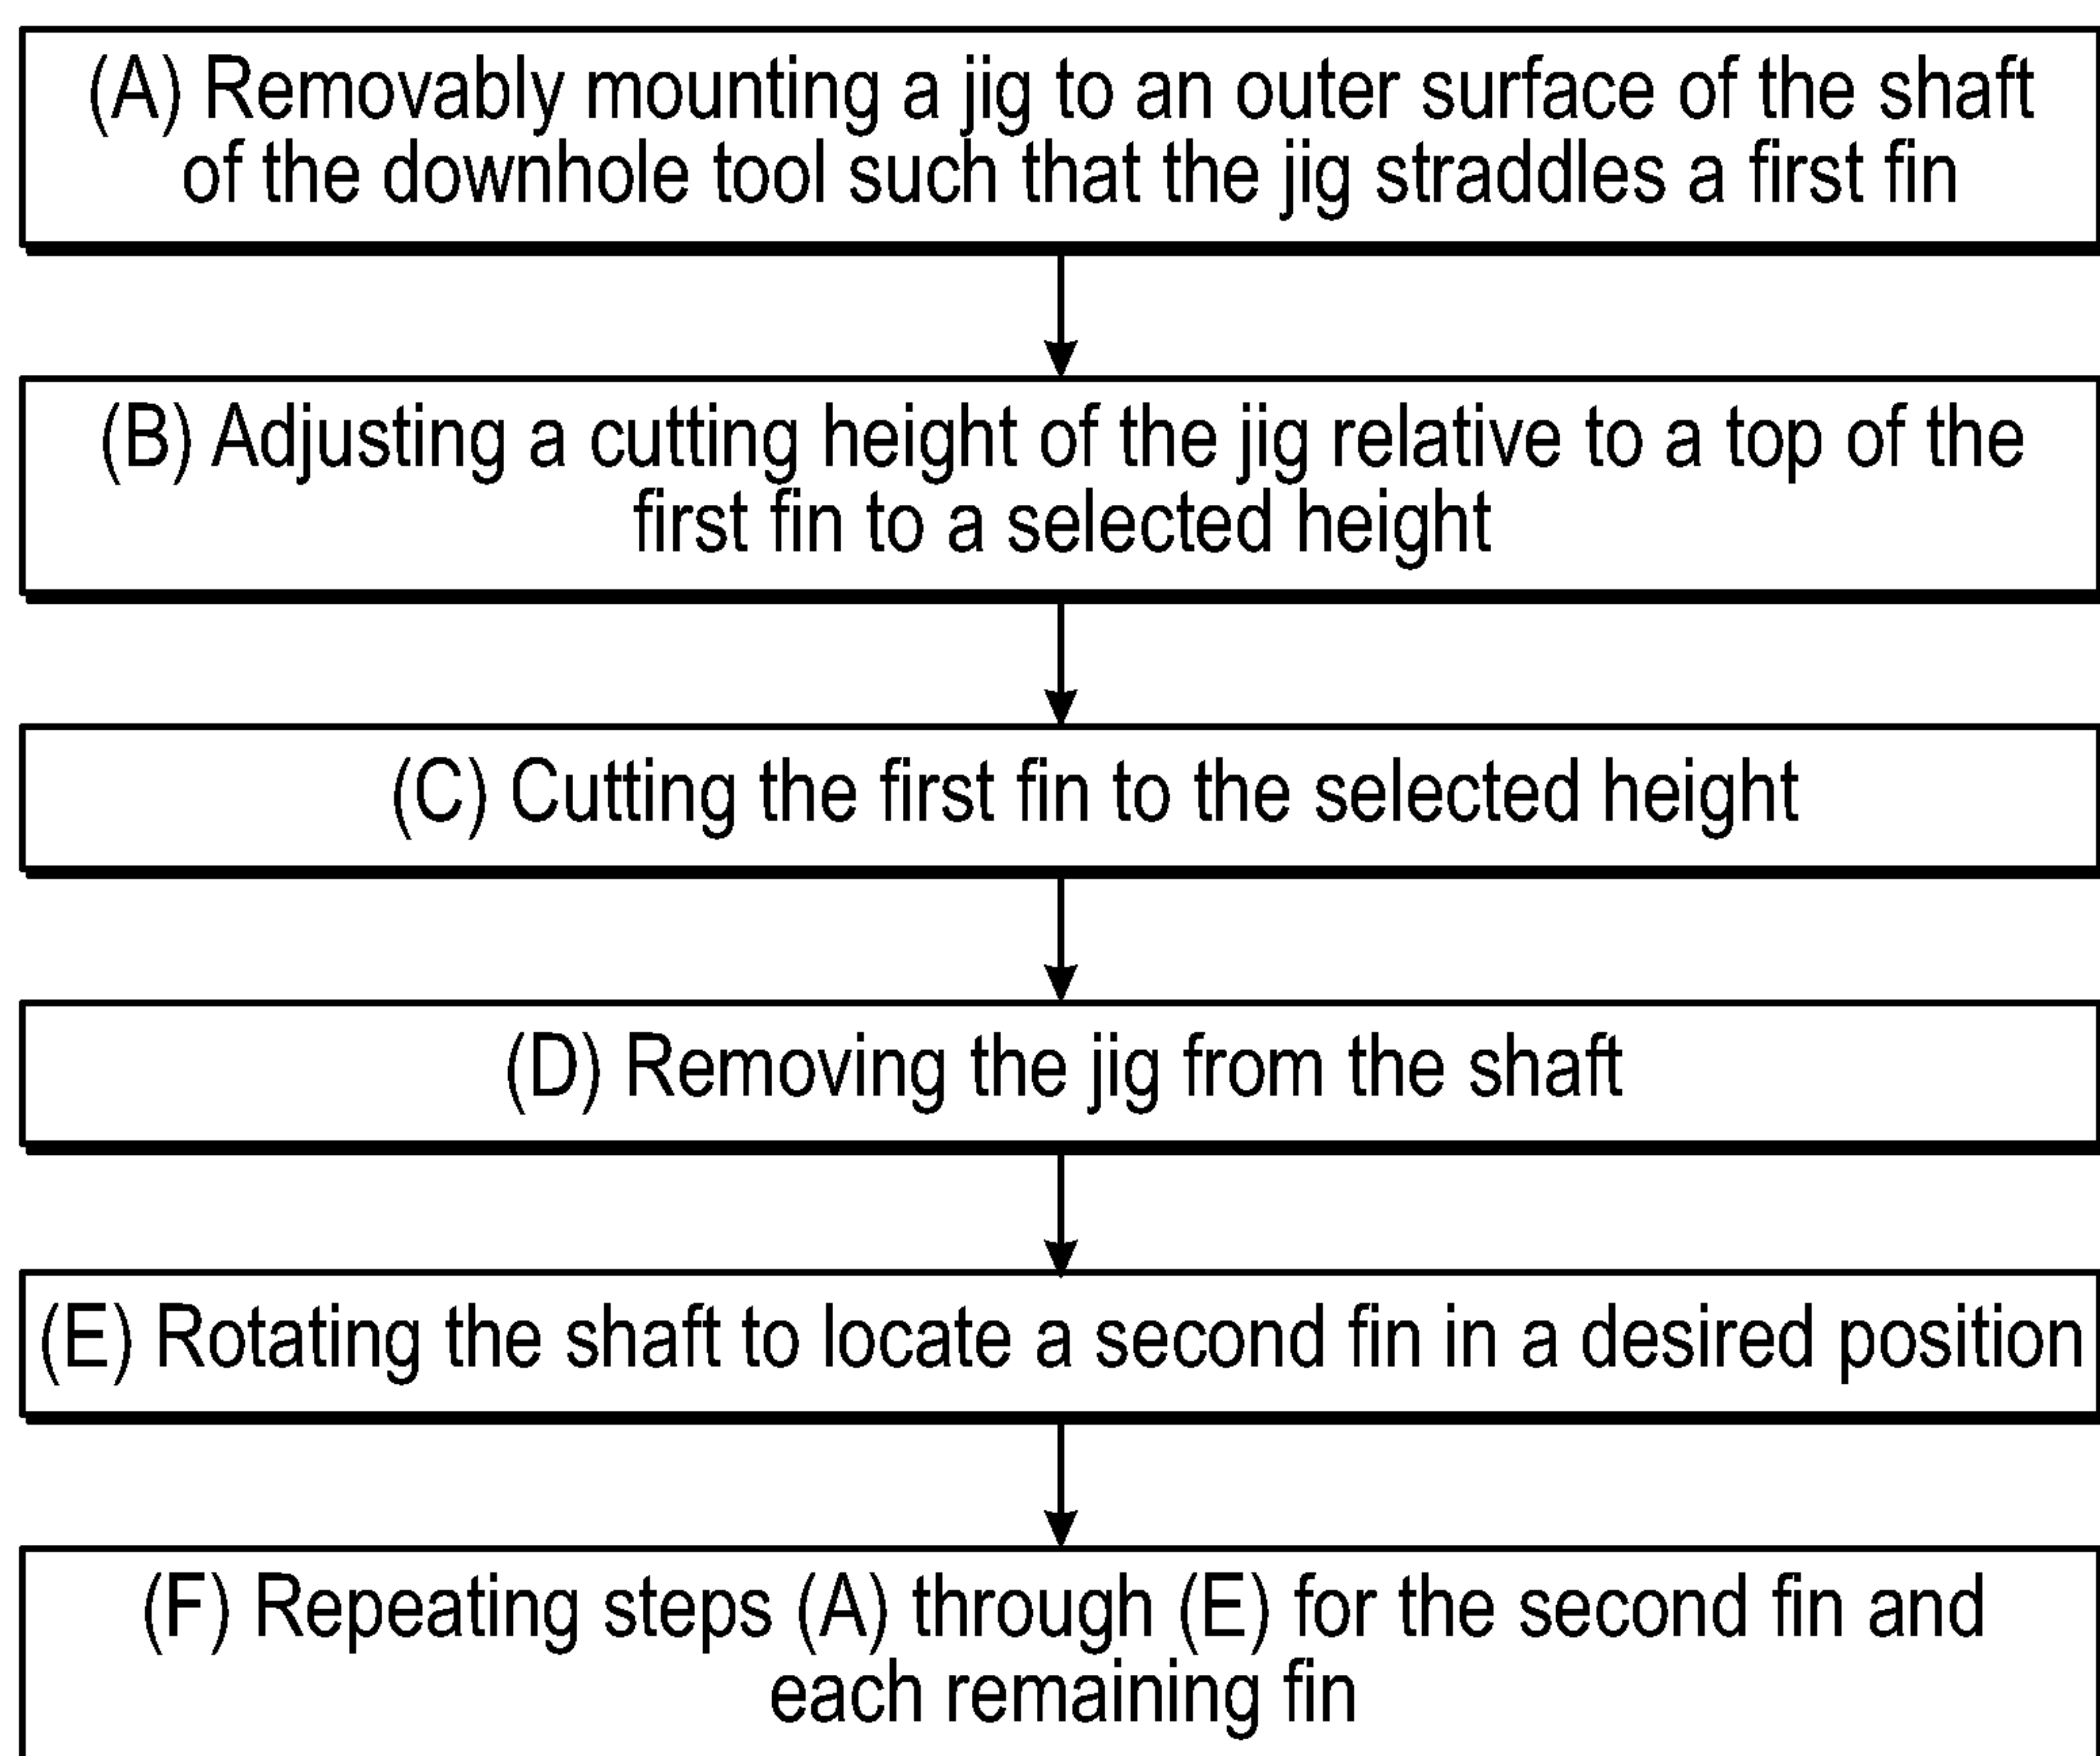 (A) Removably mounting a jig to an outer surface of the shaft
of the downhole tool such that the jig straddles a first fin
(B) Adjusting a cutting height of the jig relative to a top of the
first fin to a selected height
(C) Cutting the first fin to the selected height
(D) Removing the jig from the shaft
(E) Rotating the shaft to locate a second fin in a desired position
(F) Repeating steps (A) through (E) for the second fin and
each remaining fin